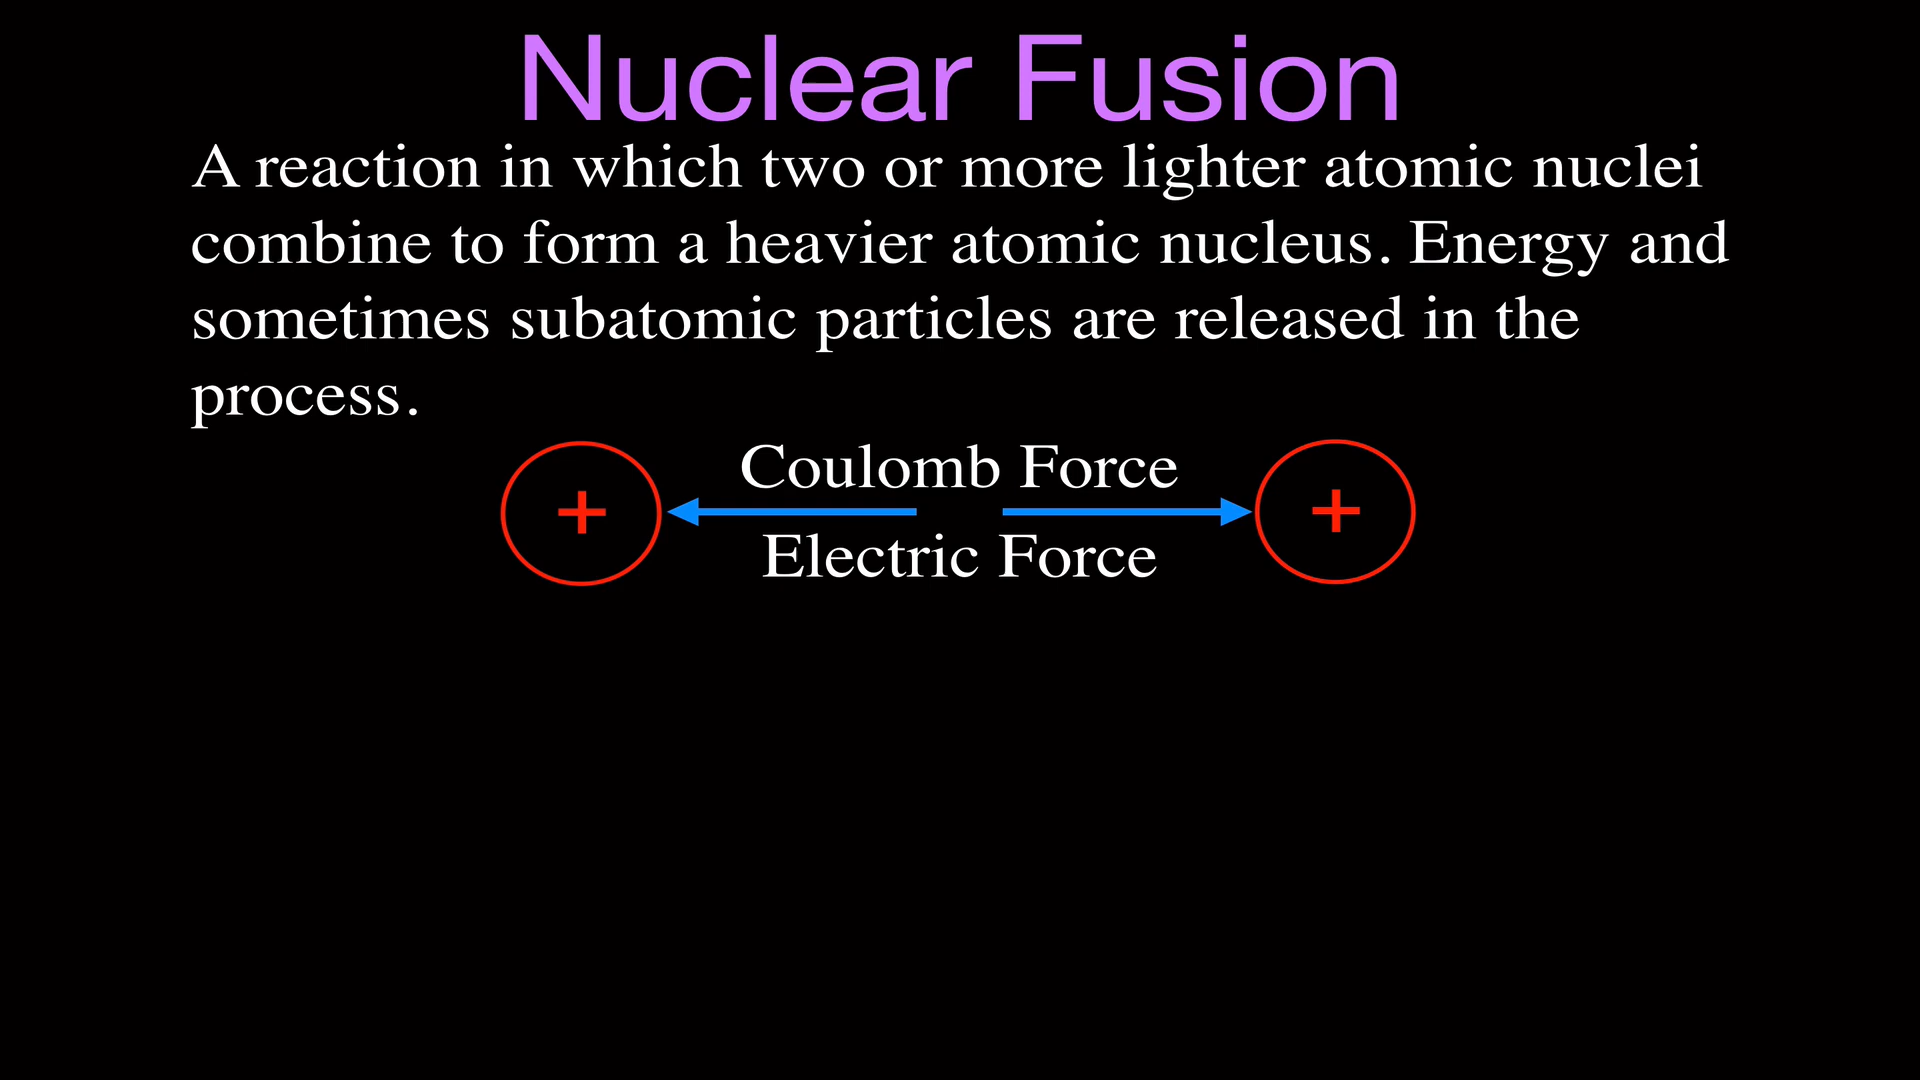 Nuclear Fusion
A reaction in which two or more lighter atomic nuclei
combine to form a heavier atomic nucleus. Energy and
sometimes subatomic particles are released in the
process.
Coulomb Force
+ +
Electric Force